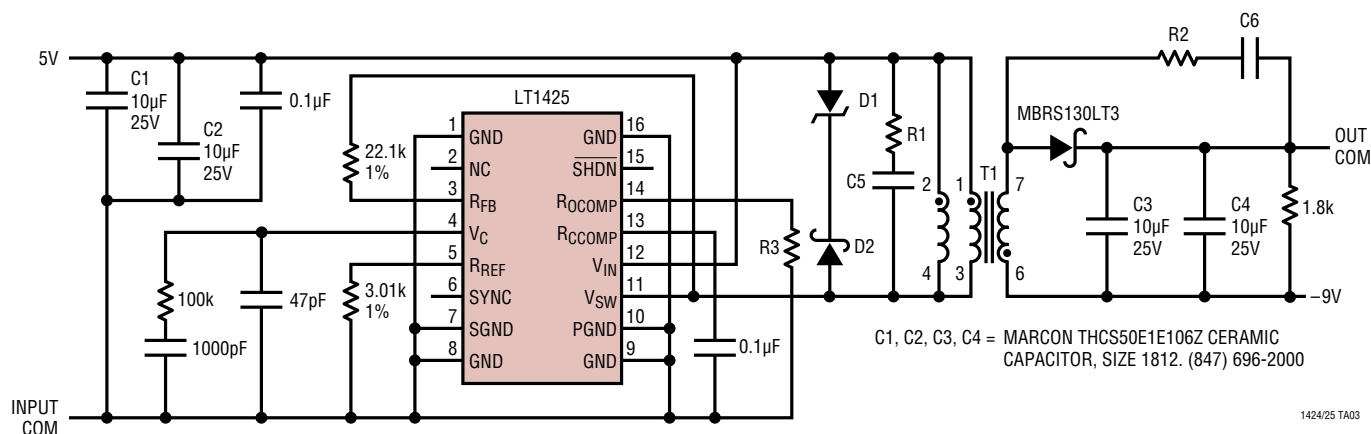 5V
C1
10µF
25V
C2
10µF
25V
0.1µF
22.1k
1%
LT1425
1
GND
2
NC
3
RFB
4
VC
5
RREF
6
SYNC
7
SGND
8
GND
16
GND
15
SHDN
14
ROCOMP
13
RCCOMP
12
VIN
11
VSW
10
PGND
9
GND
100k
1000pF
47pF
3.01k
1%
R3
0.1µF
D1
D2
R1
C5
2
4
1
3
T1
7
6
R2
C6
MBRS130LT3
C3
10µF
25V
C4
10µF
25V
1.8k
OUT
COM
–9V
INPUT
COM
C1, C2, C3, C4 = MARCON THCS50E1E106Z CERAMIC
CAPACITOR, SIZE 1812. (847) 696-2000
1424/25 TA03